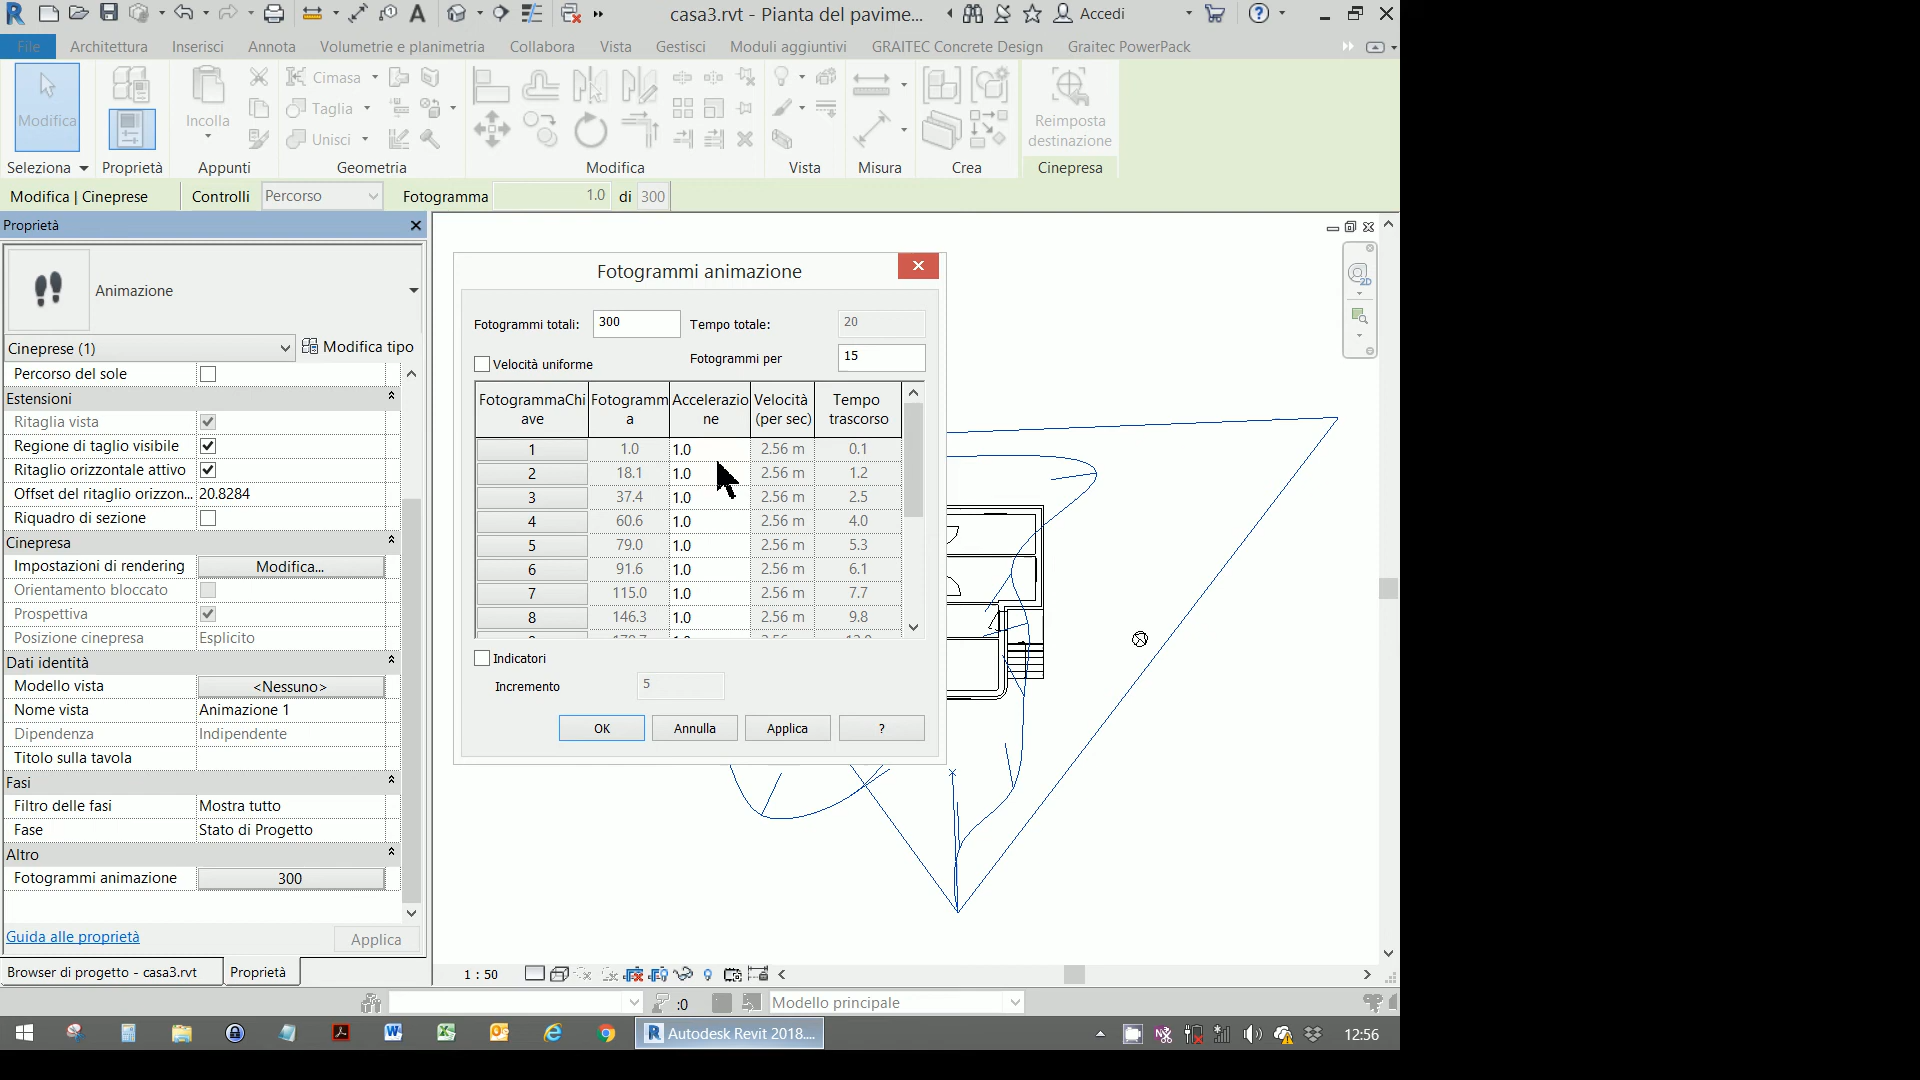 casa3.rvt - Pianta del pavime...
Accedi
File Architettura Inserisci Annota Volumetrie e planimetria Collabora Vista Gestisci Moduli aggiuntivi GRAITEC Concrete Design Graitec PowerPack
Modifica
Incolla
Cimasa
Taglia
Unisci
Reimposta
destinazione
Seleziona Proprietà Appunti Geometria Modifica Vista Misura Crea Cinepresa
Modifica | Cineprese Controlli Percorso Fotogramma 1.0 di 300
Proprietà
Animazione
Cineprese (1) Modifica tipo
Percorso del sole
Estensioni
Ritaglia vista
Regione di taglio visibile
Ritaglio orizzontale attivo
Offset del ritaglio orizzon... 20.8284
Riquadro di sezione
Cinepresa
Impostazioni di rendering Modifica...
Orientamento bloccato
Prospettiva
Posizione cinepresa Esplicito
Dati identità
Modello vista <Nessuno>
Nome vista Animazione 1
Dipendenza Indipendente
Titolo sulla tavola
Fasi
Filtro delle fasi Mostra tutto
Fase Stato di Progetto
Altro
Fotogrammi animazione 300
Guida alle proprietà Applica
Browser di progetto - casa3.rvt Proprietà
Fotogrammi animazione
Fotogrammi totali: 300 Tempo totale: 20
Velocità uniforme Fotogrammi per 15
FotogrammaChi Fotogramm Accelerazio Velocità Tempo
ave a ne (per sec) trascorso
1 1.0 1.0 2.56 m 0.1
2 18.1 1.0 2.56 m 1.2
3 37.4 1.0 2.56 m 2.5
4 60.6 1.0 2.56 m 4.0
5 79.0 1.0 2.56 m 5.3
6 91.6 1.0 2.56 m 6.1
7 115.0 1.0 2.56 m 7.7
8 146.3 1.0 2.56 m 9.8
Indicatori
Incremento 5
OK Annulla Applica ?
2D
1 : 50
:0 Modello principale
Autodesk Revit 2018.... 12:56